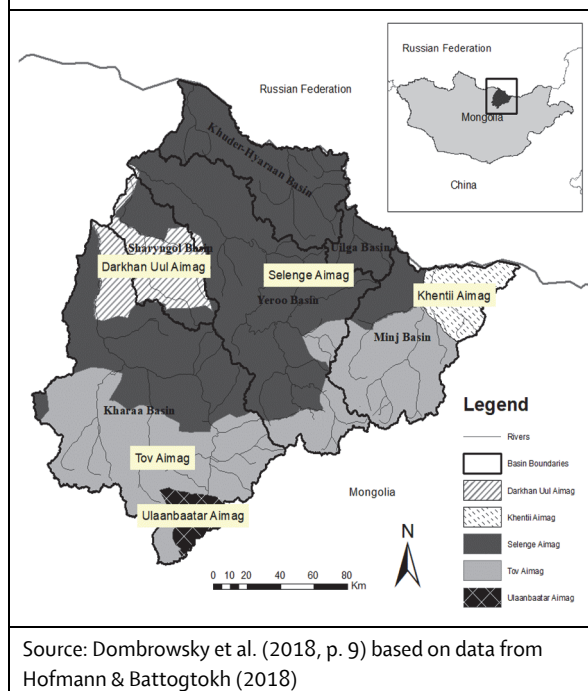 Russian Federation
Mongolia
China
Russian Federation
Khuder-Hyaraan Basin
Sharyngol Basin
Darkhan Uul Aimag
Uilga Basin
Selenge Aimag
Yeroo Basin
Khentii Aimag
Minj Basin
Kharaa Basin
Tov Aimag
Ulaanbaatar Aimag
Mongolia
N
0 10 20 40 60 80
Km
Legend
Rivers
Basin Boundaries
Darkhan Uul Aimag
Khentii Aimag
Selenge Aimag
Tov Aimag
Ulaanbaatar Aimag
Source: Dombrowsky et al. (2018, p. 9) based on data from
Hofmann & Battogtokh (2018)